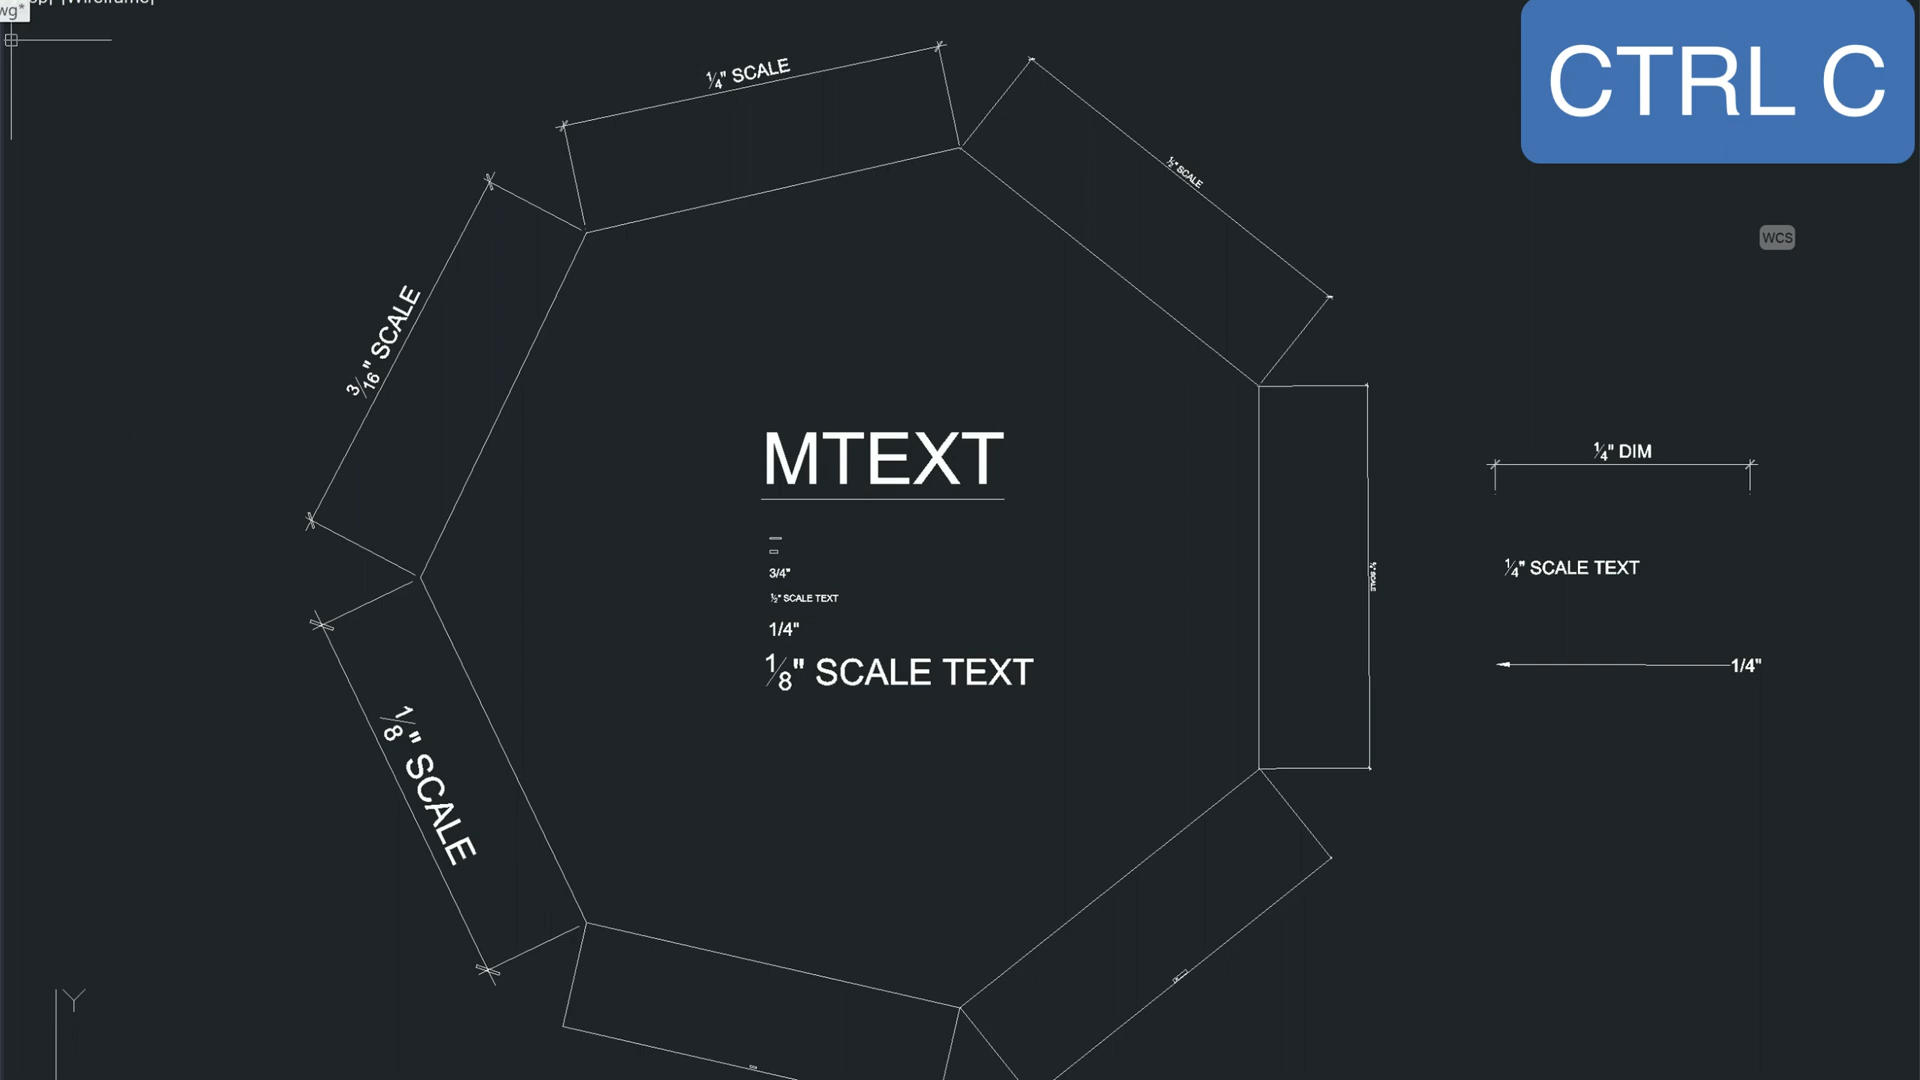 wg*
CTRL C
¼" SCALE
½" SCALE
WCS
3/16" SCALE
MTEXT
¼" DIM
3/4"
¼" SCALE TEXT
½" SCALE TEXT
1/4"
⅛" SCALE TEXT
1/4"
⅛" SCALE
Y